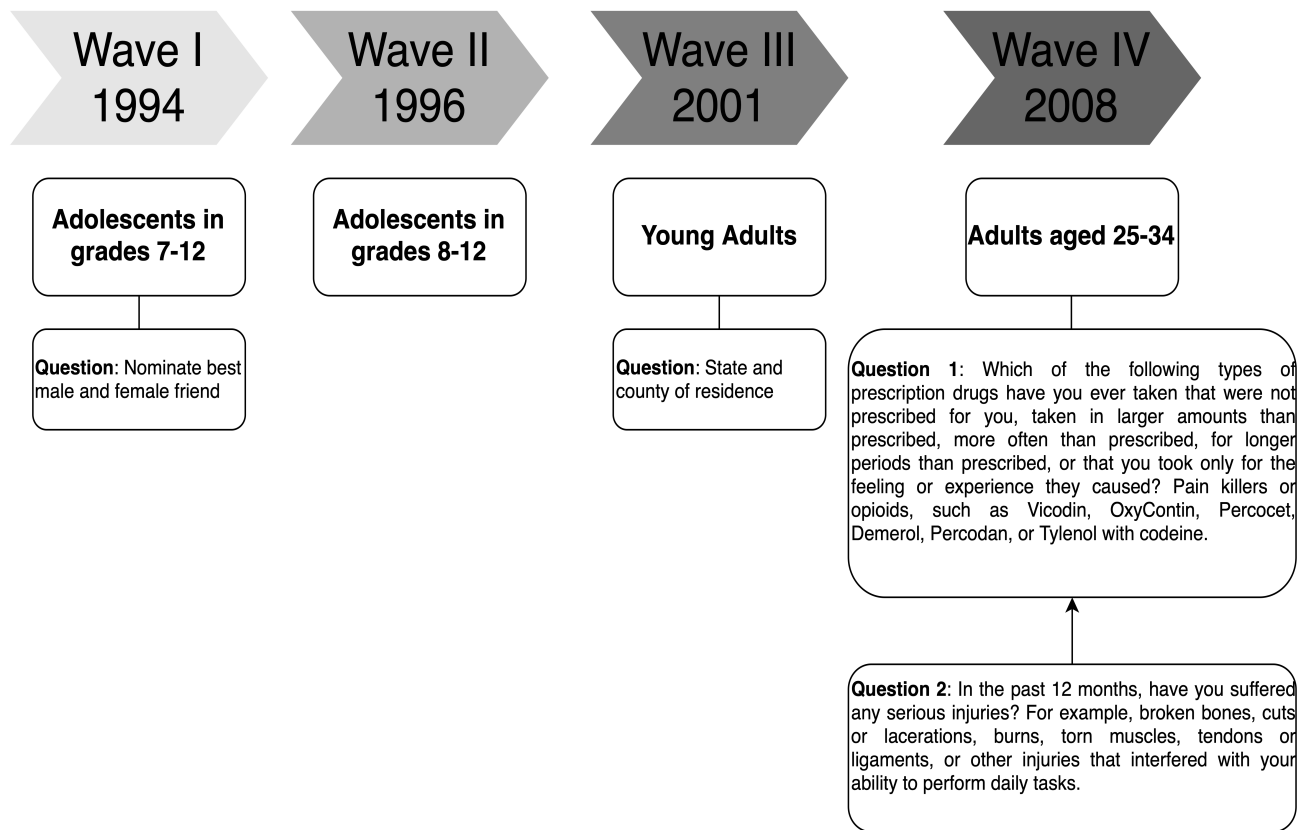 Wave I
1994
Wave II
1996
Wave III
2001
Wave IV
2008
Adolescents in
grades 7-12
Adolescents in
grades 8-12
Young Adults
Adults aged 25-34
Question: Nominate best
male and female friend
Question: State and
county of residence
Question 1: Which of the following types of
prescription drugs have you ever taken that were not
prescribed for you, taken in larger amounts than
prescribed, more often than prescribed, for longer
periods than prescribed, or that you took only for the
feeling or experience they caused? Pain killers or
opioids, such as Vicodin, OxyContin, Percocet,
Demerol, Percodan, or Tylenol with codeine.
Question 2: In the past 12 months, have you suffered
any serious injuries? For example, broken bones, cuts
or lacerations, burns, torn muscles, tendons or
ligaments, or other injuries that interfered with your
ability to perform daily tasks.